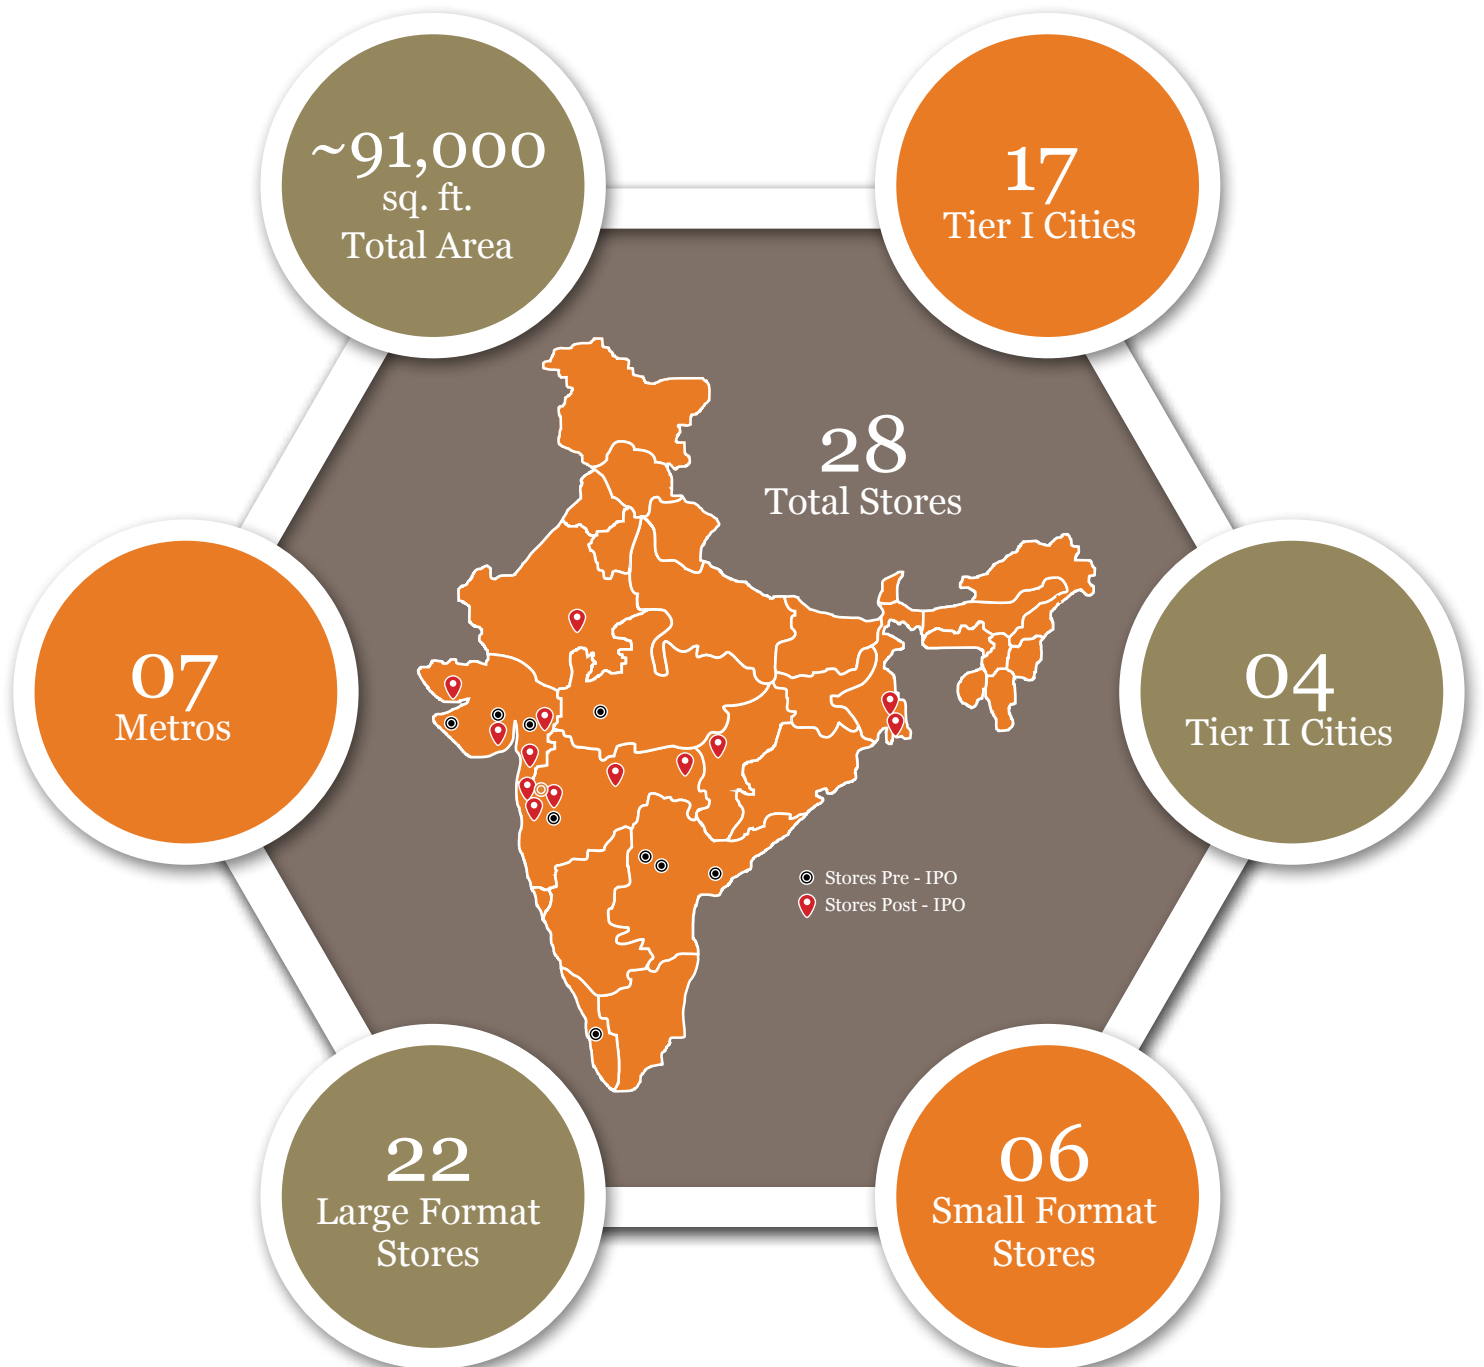 ~91,000
sq. ft.
Total Area
17
Tier I Cities
28
Total Stores
07
Metros
04
Tier II Cities
Stores Pre - IPO
Stores Post - IPO
22
Large Format
Stores
06
Small Format
Stores